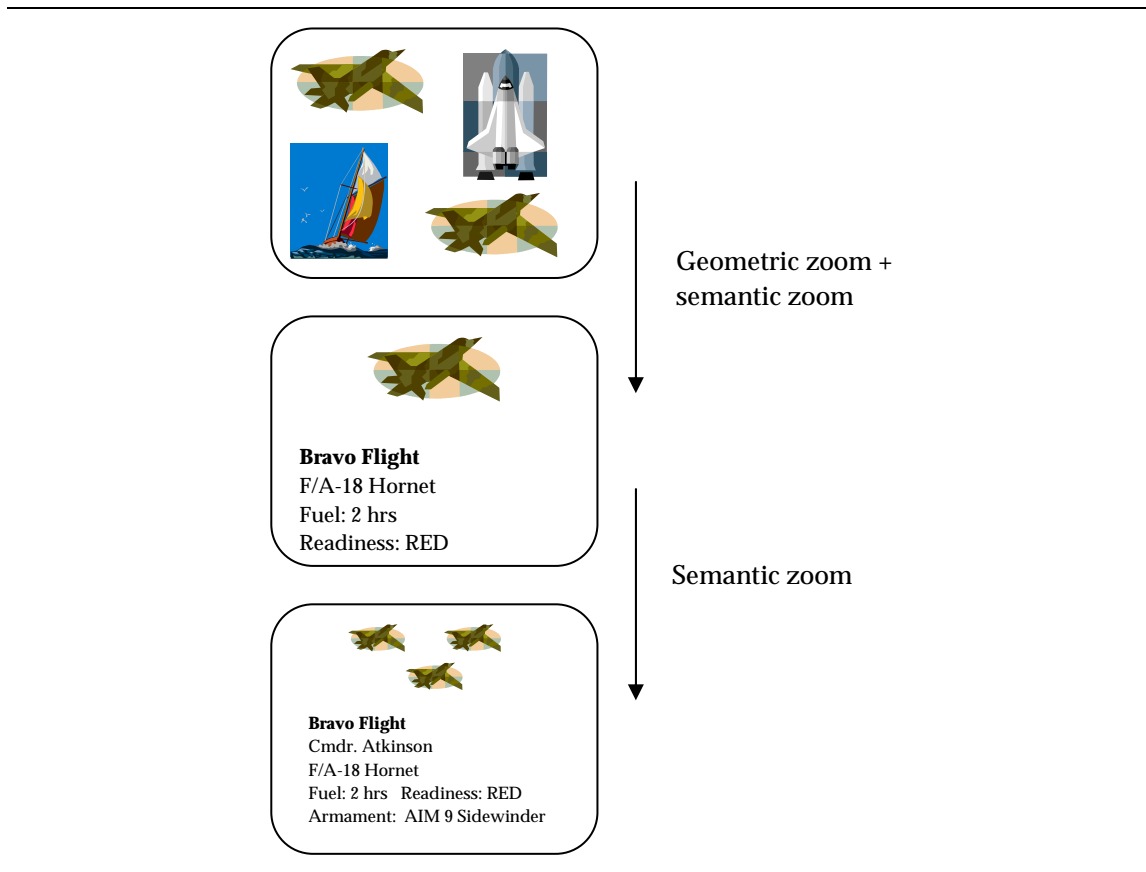 Geometric zoom +
semantic zoom
Bravo Flight
F/A-18 Hornet
Fuel: 2 hrs
Readiness: RED
Semantic zoom
Bravo Flight
Cmdr. Atkinson
F/A-18 Hornet
Fuel: 2 hrs   Readiness: RED
Armament:  AIM 9 Sidewinder